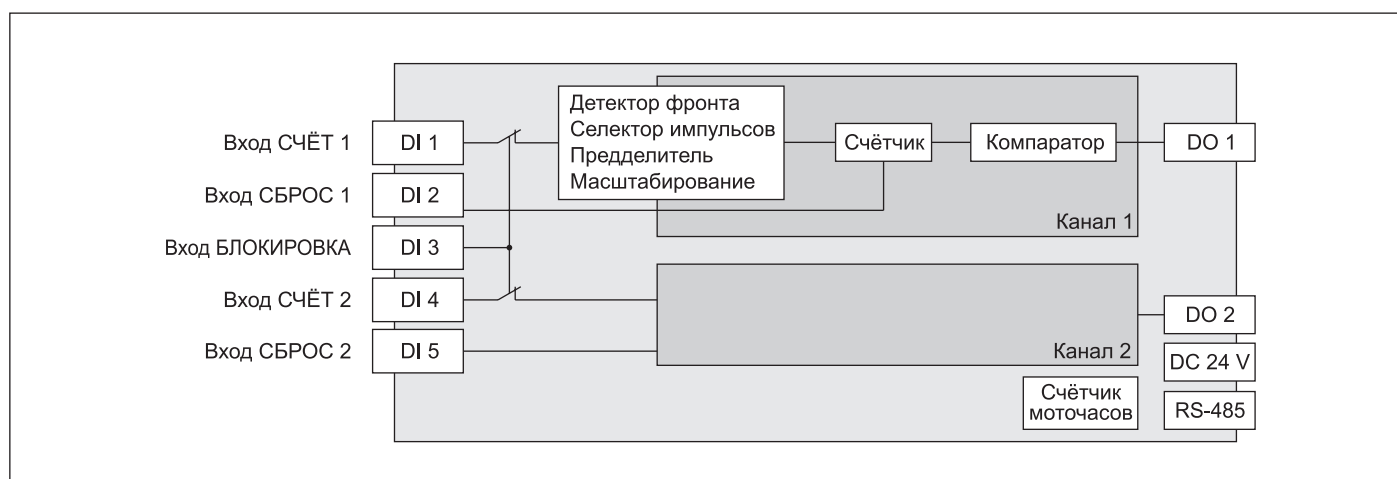 Детектор фронта
Селектор импульсов
Предделитель
Масштабирование
Вход СЧЁТ 1
DI 1
Счётчик
Компаратор
DO 1
Вход СБРОС 1
DI 2
Канал 1
Вход БЛОКИРОВКА
DI 3
Вход СЧЁТ 2
DI 4
DO 2
Вход СБРОС 2
DI 5
Канал 2
DC 24 V
Счётчик
моточасов
RS-485